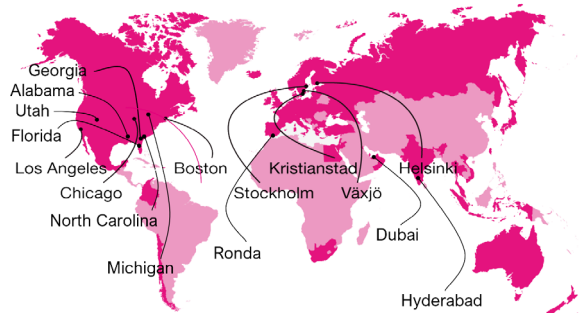 Georgia
Alabama
Utah
Florida
Los Angeles
Boston
Chicago
North Carolina
Michigan
Kristianstad
Helsinki
Stockholm
Växjö
Ronda
Dubai
Hyderabad